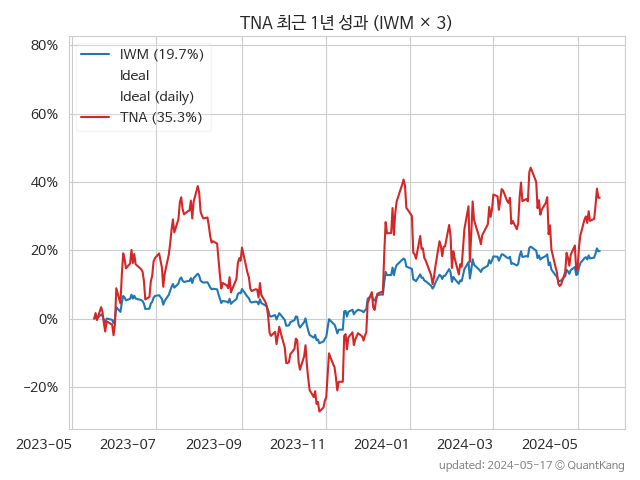 TNA 최근 1년 성과 (IWM × 3)
80%
60%
40%
20%
0%
−20%
IWM (19.7%)
Ideal
Ideal (daily)
TNA (35.3%)
2023−05 2023−07 2023−09 2023−11 2024−01 2024−03 2024−05
updated: 2024−05−17 © QuantKang